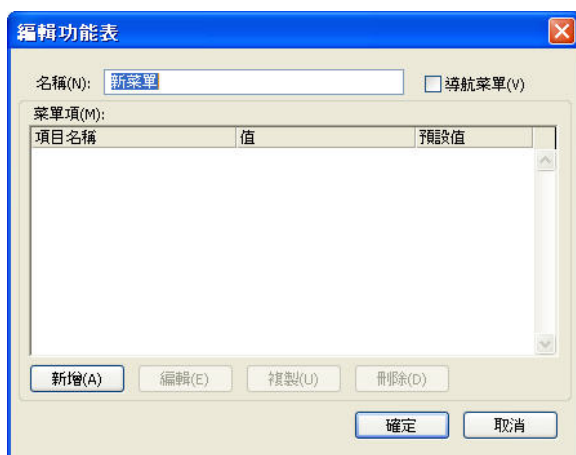 編輯功能表
名稱(N): 新菜單 導航菜單(V)
菜單項(M):
項目名稱 值 預設值
新增(A) 編輯(E) 複製(U) 刪除(D)
確定 取消